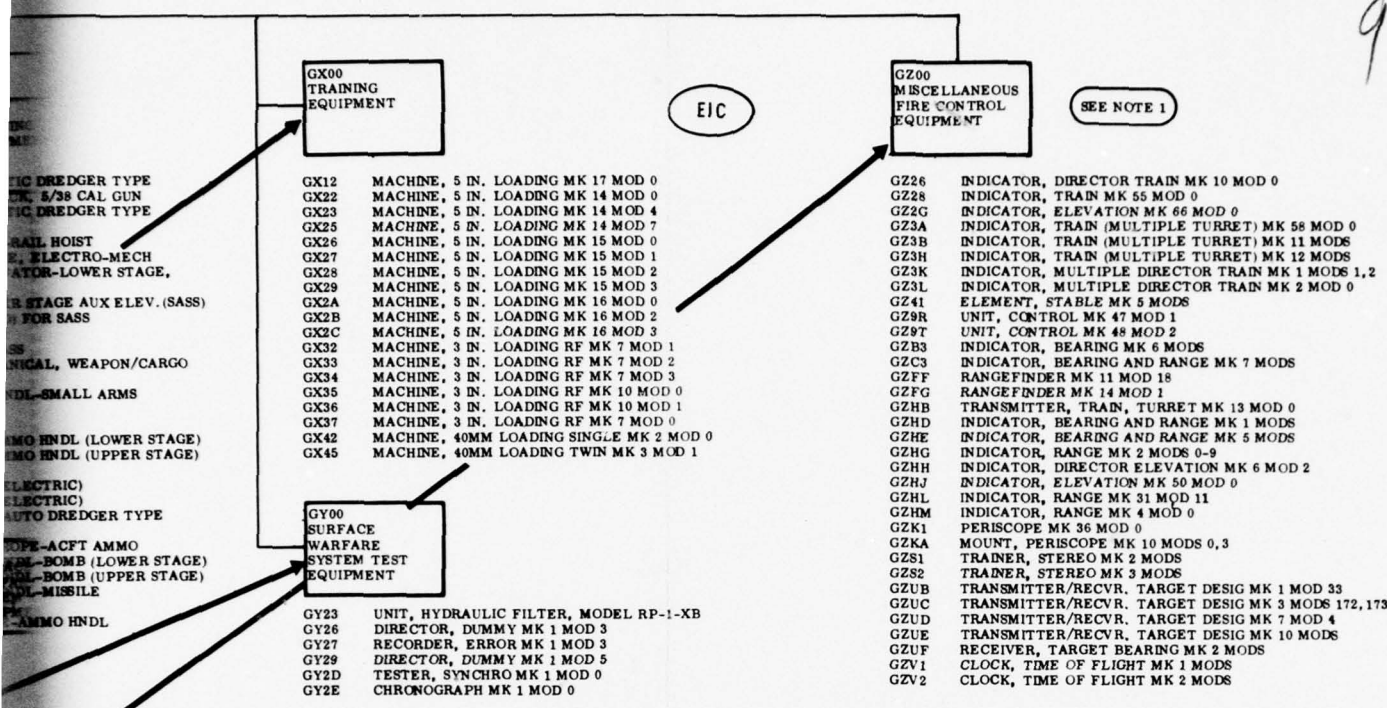 9
GX00
TRAINING
EQUIPMENT
EIC
GZ00
MISCELLANEOUS
FIRE CONTROL
EQUIPMENT
SEE NOTE 1
DREDGER TYPE
5/38 CAL GUN
DREDGER TYPE
RAIL HOIST
ELECTRO-MECH
LOWER STAGE,
STAGE AUX ELEV. (SASS)
FOR SASS
WEAPON/CARGO
SMALL ARMS
HNDL (LOWER STAGE)
HNDL (UPPER STAGE)
DREDGER TYPE
ACFT AMMO
BOMB (LOWER STAGE)
BOMB (UPPER STAGE)
MISSILE
AMMO HNDL
GX12 MACHINE, 5 IN. LOADING MK 17 MOD 0
GX22 MACHINE, 5 IN. LOADING MK 14 MOD 0
GX23 MACHINE, 5 IN. LOADING MK 14 MOD 4
GX25 MACHINE, 5 IN. LOADING MK 14 MOD 7
GX26 MACHINE, 5 IN. LOADING MK 15 MOD 0
GX27 MACHINE, 5 IN. LOADING MK 15 MOD 1
GX28 MACHINE, 5 IN. LOADING MK 15 MOD 2
GX29 MACHINE, 5 IN. LOADING MK 15 MOD 3
GX2A MACHINE, 5 IN. LOADING MK 16 MOD 0
GX2B MACHINE, 5 IN. LOADING MK 16 MOD 2
GX2C MACHINE, 5 IN. LOADING MK 16 MOD 3
GX32 MACHINE, 3 IN. LOADING RF MK 7 MOD 1
GX33 MACHINE, 3 IN. LOADING RF MK 7 MOD 2
GX34 MACHINE, 3 IN. LOADING RF MK 7 MOD 3
GX35 MACHINE, 3 IN. LOADING RF MK 10 MOD 0
GX36 MACHINE, 3 IN. LOADING RF MK 10 MOD 1
GX37 MACHINE, 3 IN. LOADING RF MK 7 MOD 0
GX42 MACHINE, 40MM LOADING SINGLE MK 2 MOD 0
GX45 MACHINE, 40MM LOADING TWIN MK 3 MOD 1
GY00
SURFACE
WARFARE
SYSTEM TEST
EQUIPMENT
GY23 UNIT, HYDRAULIC FILTER, MODEL RP-1-XB
GY26 DIRECTOR, DUMMY MK 1 MOD 3
GY27 RECORDER, ERROR MK 1 MOD 3
GY29 DIRECTOR, DUMMY MK 1 MOD 5
GY2D TESTER, SYNCHRO MK 1 MOD 0
GY2E CHRONOGRAPH MK 1 MOD 0
GZ26 INDICATOR, DIRECTOR TRAIN MK 10 MOD 0
GZ28 INDICATOR, TRAIN MK 55 MOD 0
GZ2G INDICATOR, ELEVATION MK 66 MOD 0
GZ3A INDICATOR, TRAIN (MULTIPLE TURRET) MK 58 MOD 0
GZ3B INDICATOR, TRAIN (MULTIPLE TURRET) MK 11 MODS
GZ3H INDICATOR, TRAIN (MULTIPLE TURRET) MK 12 MODS
GZ3K INDICATOR, MULTIPLE DIRECTOR TRAIN MK 1 MODS 1,2
GZ3L INDICATOR, MULTIPLE DIRECTOR TRAIN MK 2 MOD 0
GZ41 ELEMENT, STABLE MK 5 MODS
GZ9R UNIT, CONTROL MK 47 MOD 1
GZ9T UNIT, CONTROL MK 48 MOD 2
GZB3 INDICATOR, BEARING MK 6 MODS
GZC3 INDICATOR, BEARING AND RANGE MK 7 MODS
GZFF RANGEFINDER MK 11 MOD 18
GZFG RANGEFINDER MK 14 MOD 1
GZHB TRANSMITTER, TRAIN, TURRET MK 13 MOD 0
GZHD INDICATOR, BEARING AND RANGE MK 1 MODS
GZHE INDICATOR, BEARING AND RANGE MK 5 MODS
GZHG INDICATOR, RANGE MK 2 MODS 0-9
GZHH INDICATOR, DIRECTOR ELEVATION MK 6 MOD 2
GZHJ INDICATOR, ELEVATION MK 50 MOD 0
GZHL INDICATOR, RANGE MK 31 MOD 11
GZHM INDICATOR, RANGE MK 4 MOD 0
GZK1 PERISCOPE MK 36 MOD 0
GZKA MOUNT, PERISCOPE MK 10 MODS 0,3
GZS1 TRAINER, STEREO MK 2 MODS
GZS2 TRAINER, STEREO MK 3 MODS
GZUB TRANSMITTER/RECVR. TARGET DESIG MK 1 MOD 33
GZUC TRANSMITTER/RECVR. TARGET DESIG MK 3 MODS 172,173
GZUD TRANSMITTER/RECVR. TARGET DESIG MK 7 MOD 4
GZUE TRANSMITTER/RECVR. TARGET DESIG MK 10 MODS
GZUF RECEIVER, TARGET BEARING MK 2 MODS
GZV1 CLOCK, TIME OF FLIGHT MK 1 MODS
GZV2 CLOCK, TIME OF FLIGHT MK 2 MODS